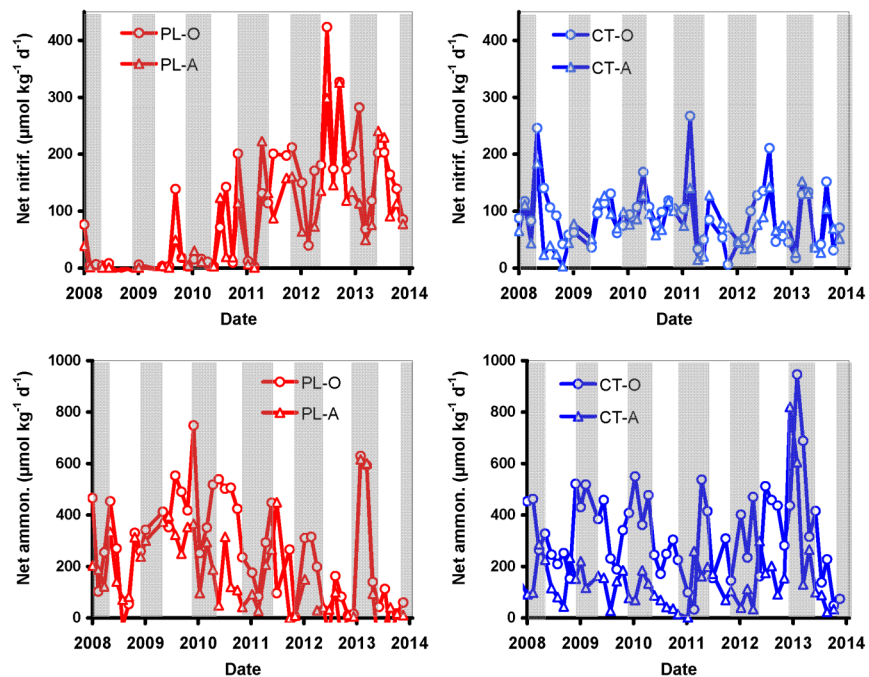 Net nitrif. (µmol kg⁻¹ d⁻¹)
400
300
200
100
0
PL-O
PL-A
2008 2009 2010 2011 2012 2013 2014
Date
Net nitrif. (µmol kg⁻¹ d⁻¹)
400
300
200
100
0
CT-O
CT-A
2008 2009 2010 2011 2012 2013 2014
Date
Net ammon. (µmol kg⁻¹ d⁻¹)
1000
800
600
400
200
0
PL-O
PL-A
2008 2009 2010 2011 2012 2013 2014
Date
Net ammon. (µmol kg⁻¹ d⁻¹)
1000
800
600
400
200
0
CT-O
CT-A
2008 2009 2010 2011 2012 2013 2014
Date